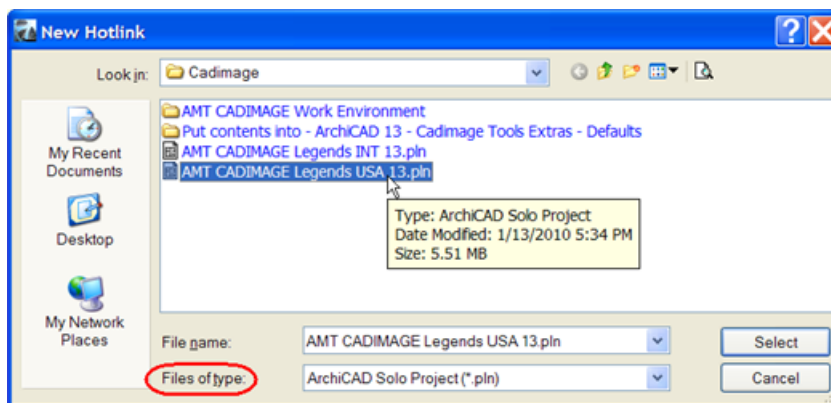 New Hotlink
Look in: Cadimage
AMT CADIMAGE Work Environment
Put contents into - ArchiCAD 13 - Cadimage Tools Extras - Defaults
AMT CADIMAGE Legends INT 13.pln
AMT CADIMAGE Legends USA 13.pln
Type: ArchiCAD Solo Project
Date Modified: 1/13/2010 5:34 PM
Size: 5.51 MB
My Recent
Documents
Desktop
My Network
Places
File name: AMT CADIMAGE Legends USA 13.pln Select
Files of type: ArchiCAD Solo Project (*.pln) Cancel